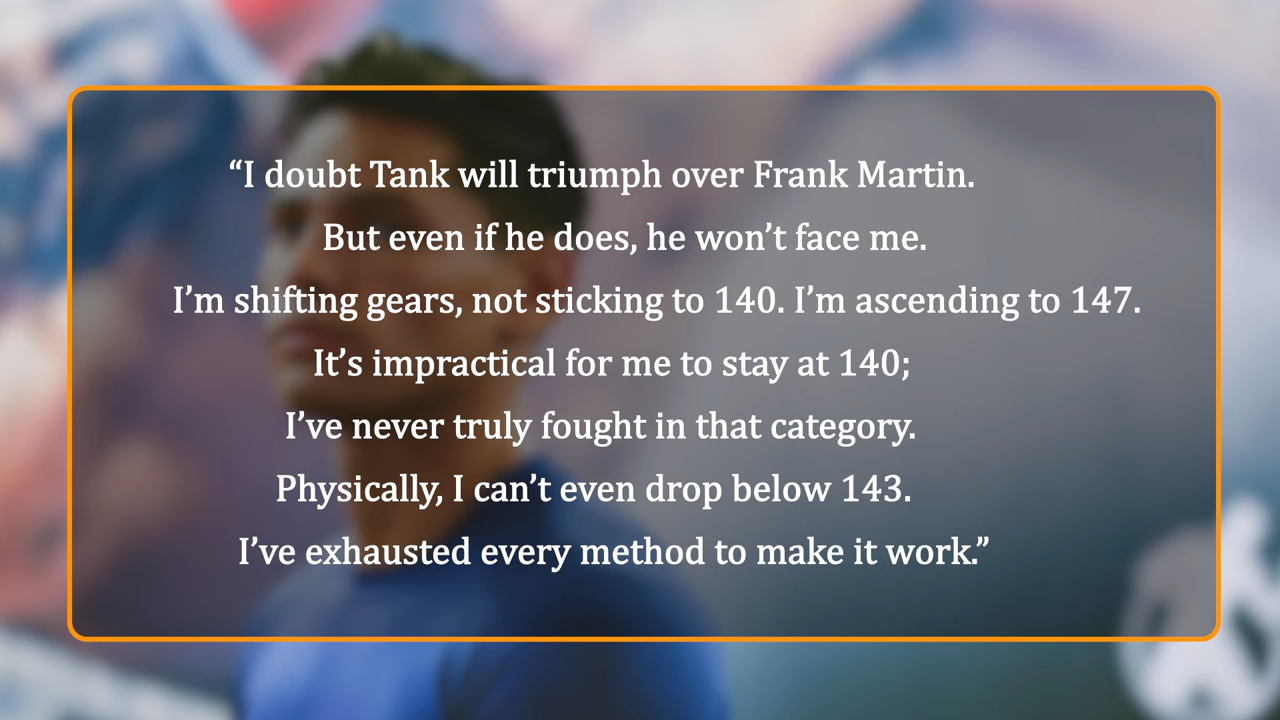 “I doubt Tank will triumph over Frank Martin.
But even if he does, he won’t face me.
I’m shifting gears, not sticking to 140. I’m ascending to 147.
It’s impractical for me to stay at 140;
I’ve never truly fought in that category.
Physically, I can’t even drop below 143.
I’ve exhausted every method to make it work.”